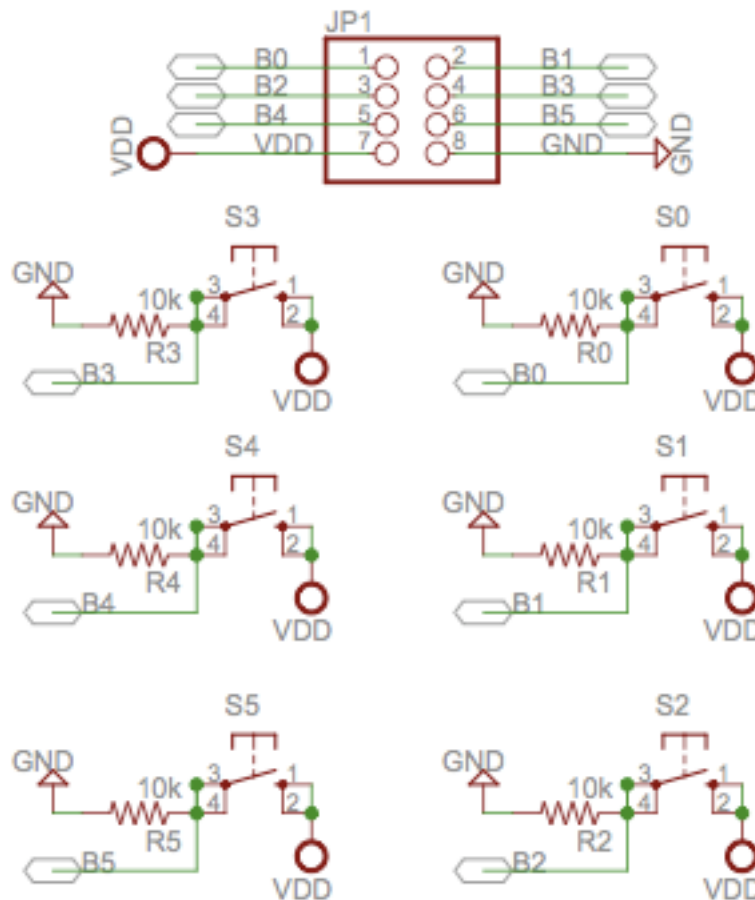 JP1
B0 1 2 B1
B2 3 4 B3
B4 5 6 B5
VDD VDD 7 8 GND GND
S3 S0
GND 10k 3 1 GND 10k 3 1
4 2 4 2
R3 R0
B3 B0
VDD VDD
S4 S1
GND 10k 3 1 GND 10k 3 1
4 2 4 2
R4 R1
B4 B1
VDD VDD
S5 S2
GND 10k 3 1 GND 10k 3 1
4 2 4 2
R5 R2
B5 B2
VDD VDD